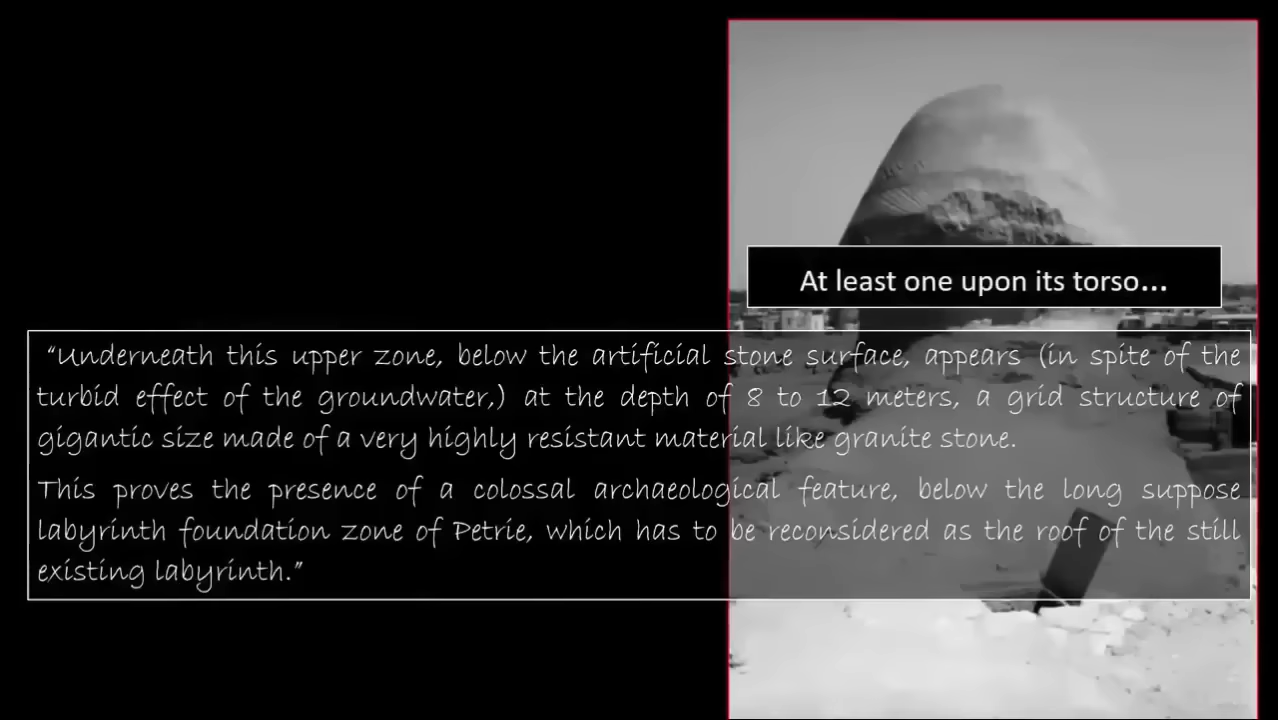 At least one upon its torso...
“Underneath this upper zone, below the artificial stone surface, appears (in spite of the
turbid effect of the groundwater,) at the depth of 8 to 12 meters, a grid structure of
gigantic size made of a very highly resistant material like granite stone.
This proves the presence of a colossal archaeological feature, below the long suppose
labyrinth foundation zone of Petrie, which has to be reconsidered as the roof of the still
existing labyrinth.”